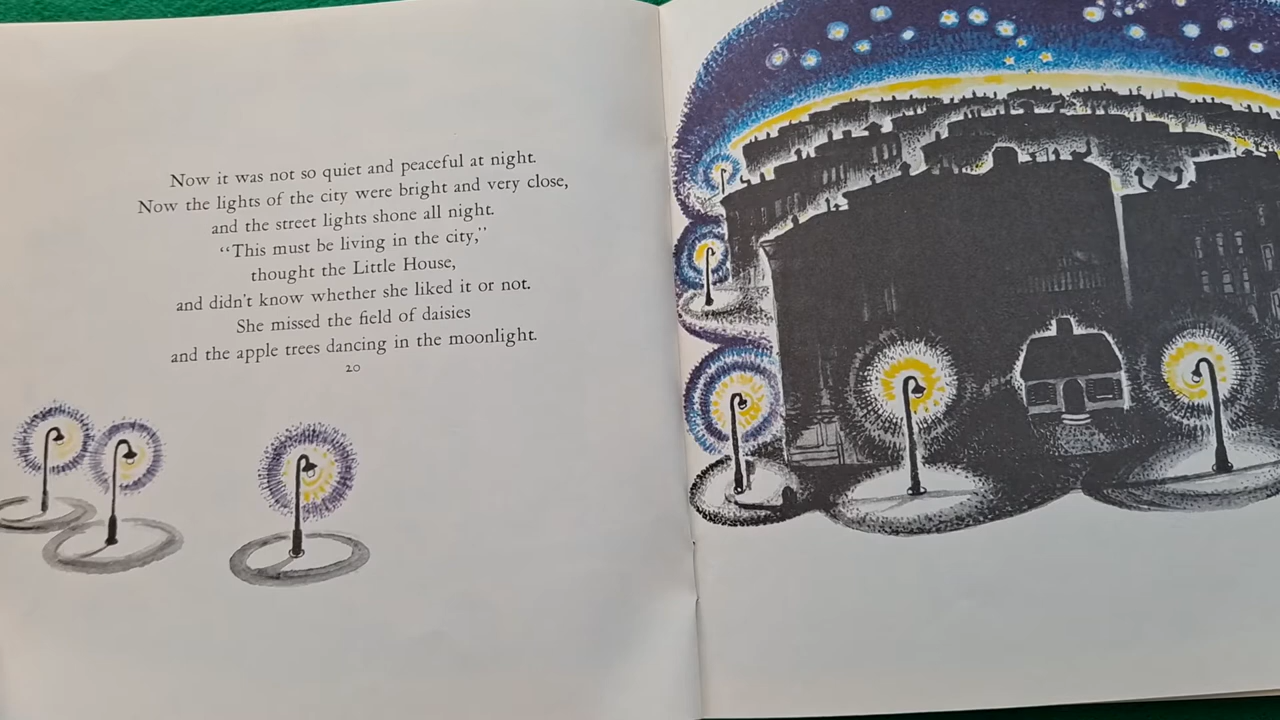 Now it was not so quiet and peaceful at night.
Now the lights of the city were bright and very close,
and the street lights shone all night.
“This must be living in the city,”
thought the Little House,
and didn’t know whether she liked it or not.
She missed the field of daisies
and the apple trees dancing in the moonlight.
20